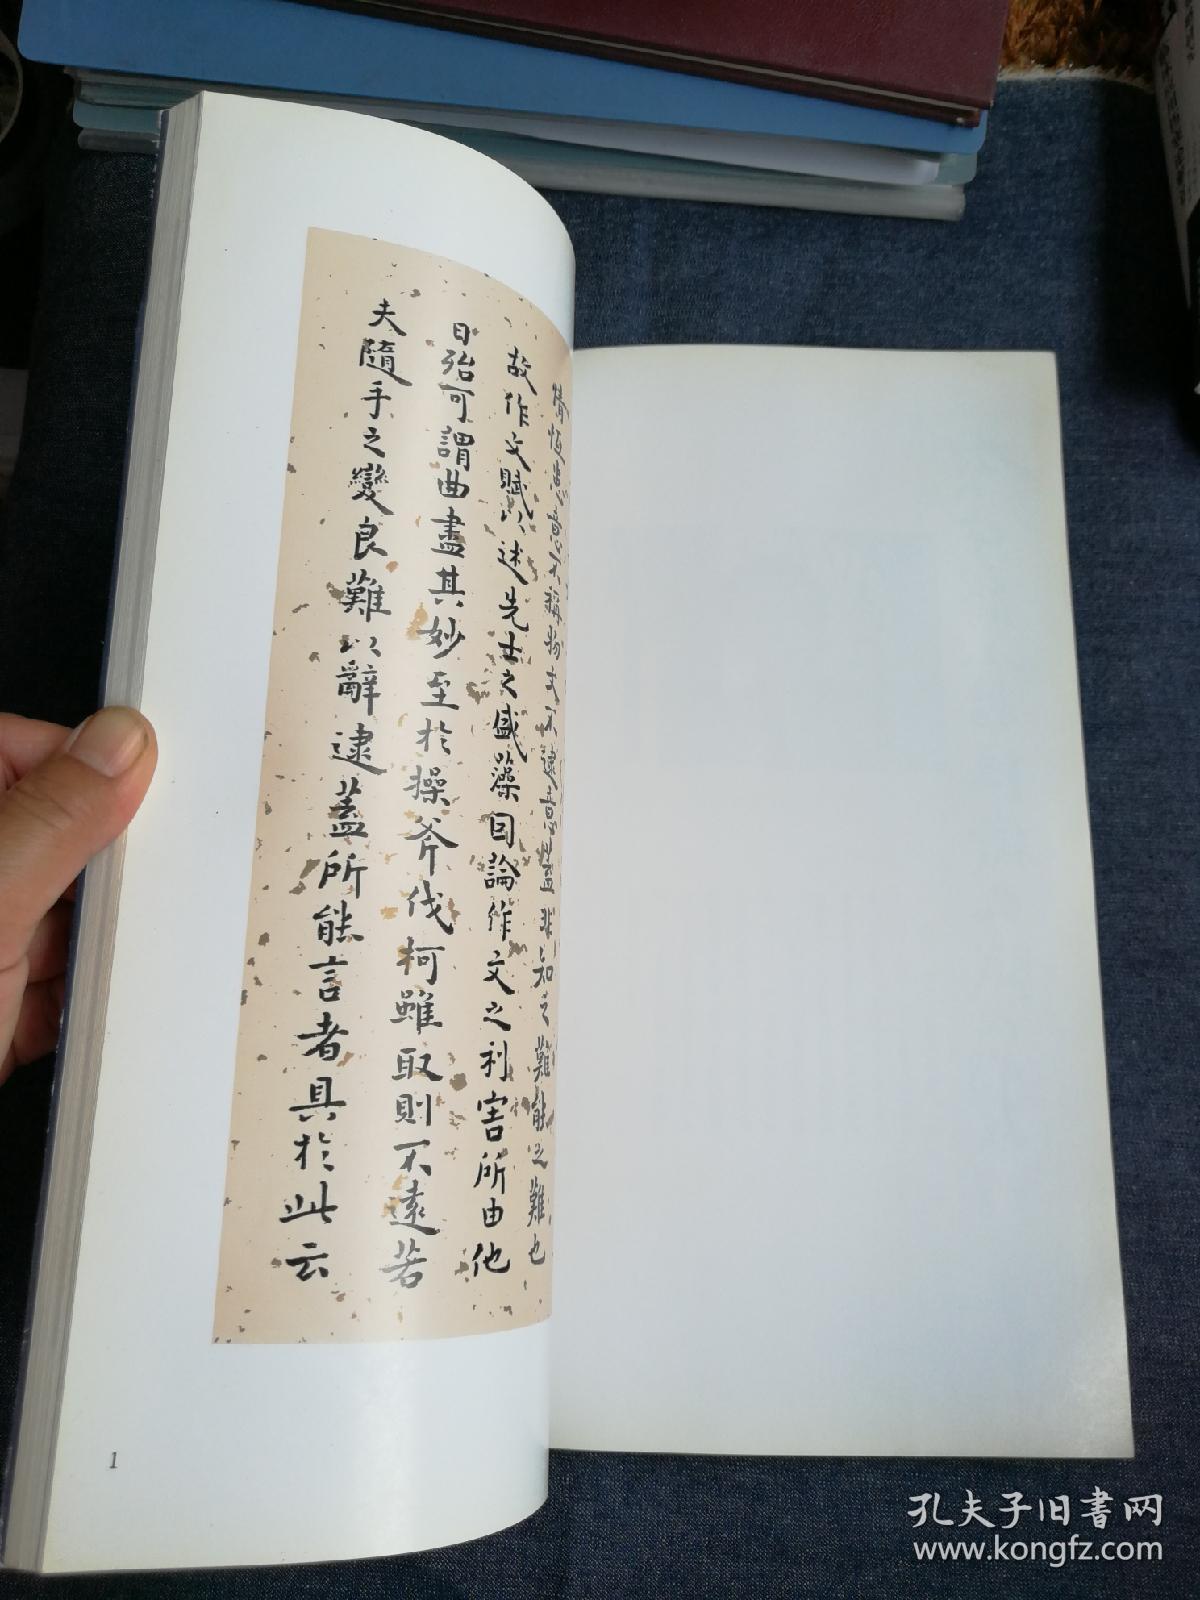 情恆患意不稱物文不逮意蓋非知之難能之難也
故作文賦以述先士之盛藻因論作文之利害所由他
日殆可謂曲盡其妙至於操斧伐柯雖取則不遠若
夫隨手之變良難以辭逮蓋所能言者具於此云
1
孔夫子旧書网
www.kongfz.com